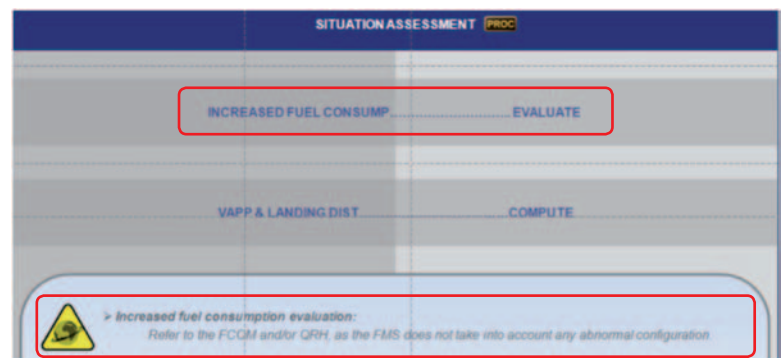 SITUATION ASSESSMENT PROC
INCREASED FUEL CONSUMP..............................EVALUATE
VAPP & LANDING DIST......................................COMPUTE
➢ Increased fuel consumption evaluation:
Refer to the FCOM and/or QRH, as the FMS does not take into account any abnormal configuration.